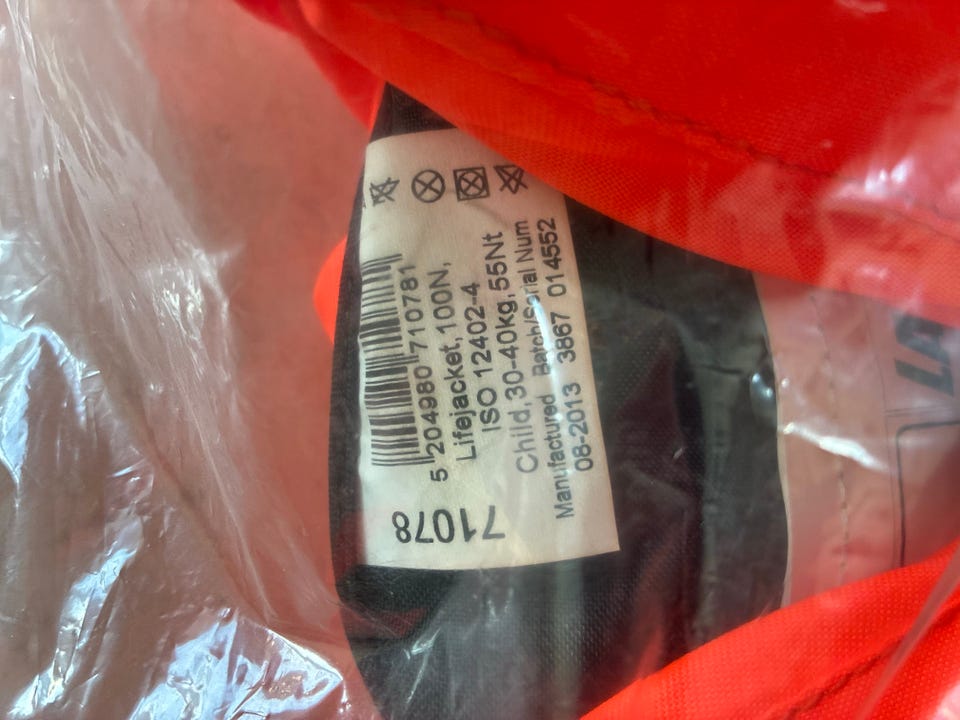 5 204980 710781
Lifejacket, 100N,
ISO 12402-4
Child, 30-40kg, 55Nt
Manufactured Batch/Serial Num
08-2013 3867 014552
71078
LA